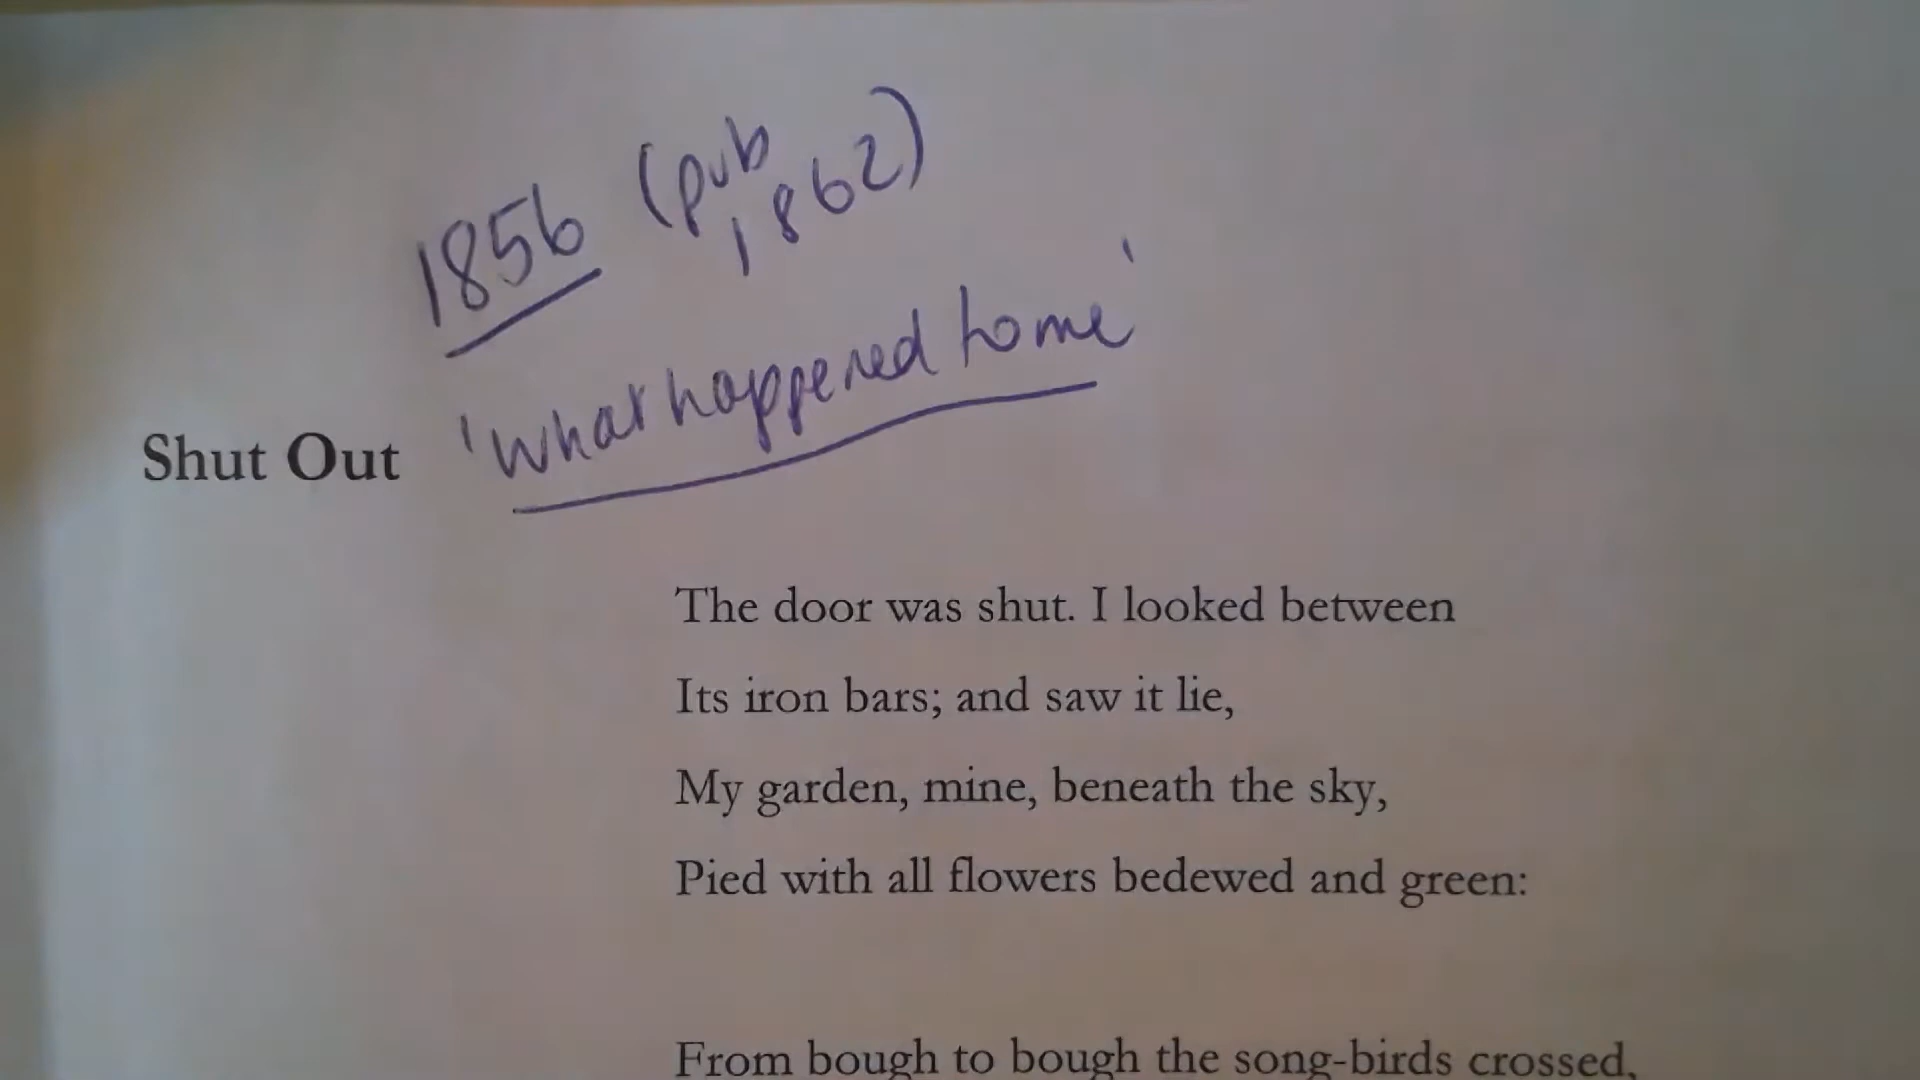 1856 (pub
1862)
'what happened to me'
Shut Out
The door was shut. I looked between
Its iron bars; and saw it lie,
My garden, mine, beneath the sky,
Pied with all flowers bedewed and green:
From bough to bough the song-birds crossed,